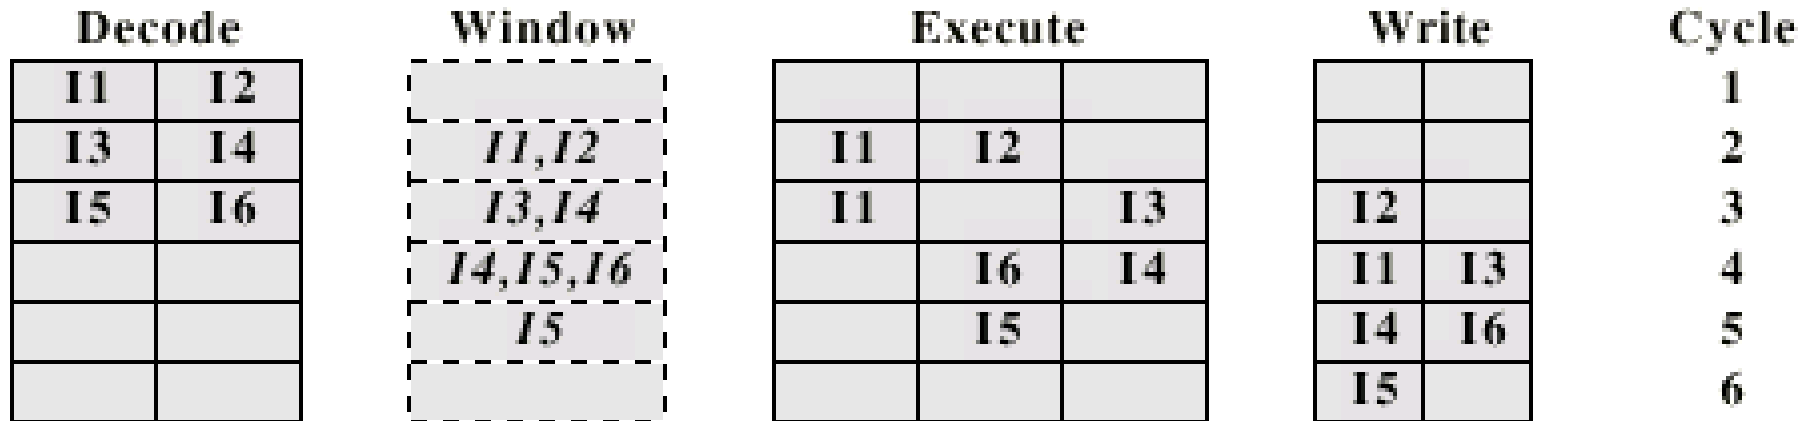 Decode Window Execute Write Cycle
I1 I2 1
I3 I4 I1,I2 I1 I2 2
I5 I6 I3,I4 I1 I3 I2 3
I4,I5,I6 I6 I4 I1 I3 4
I5 I5 I4 I6 5
I5 6